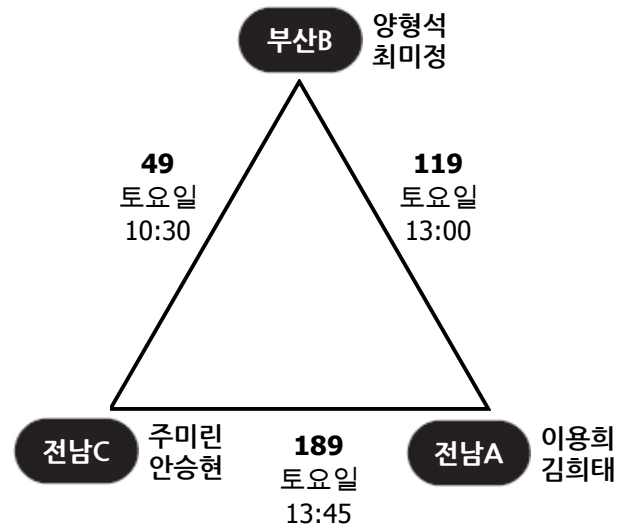 부산B
양형석
최미정
49
토요일
10:30
119
토요일
13:00
전남C
주미린
안승현
189
토요일
13:45
전남A
이용희
김희태